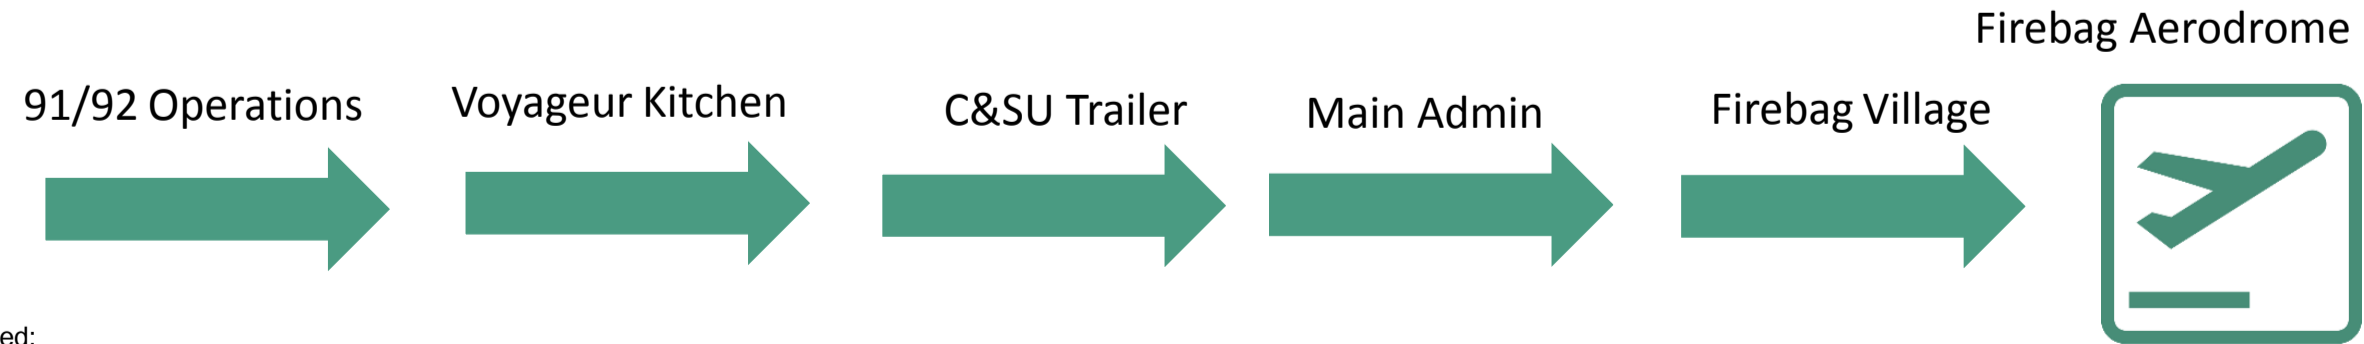 Firebag Aerodrome
91/92 Operations
Voyageur Kitchen
C&SU Trailer
Main Admin
Firebag Village
ed: